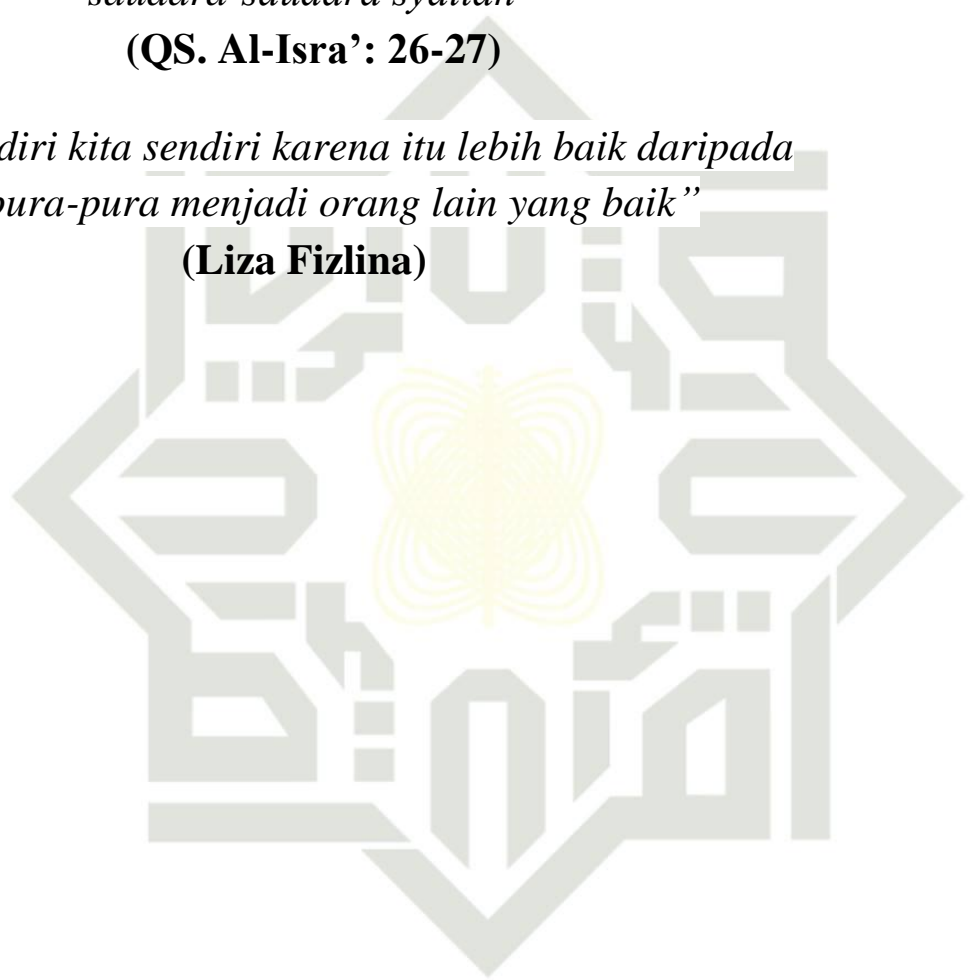 saudara-saudara syaitan
(QS. Al-Isra’: 26-27)
diri kita sendiri karena itu lebih baik daripada
pura-pura menjadi orang lain yang baik”
(Liza Fizlina)